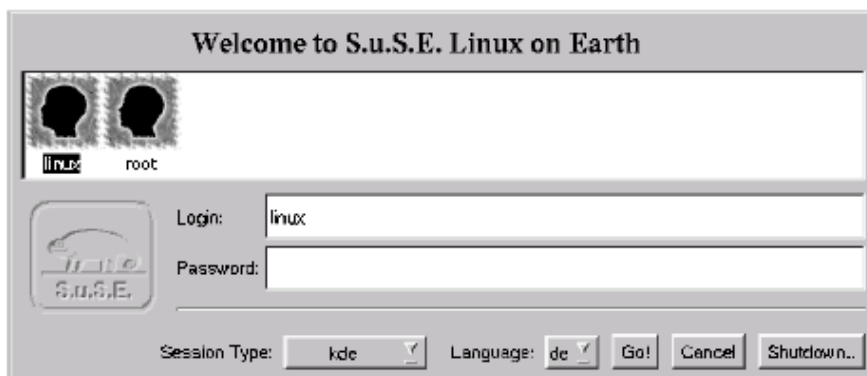 Welcome to S.u.S.E. Linux on Earth
linux root
Login: linux
Password:
S.u.S.E.
Session Type: kde Language: de Go! Cancel Shutdown..